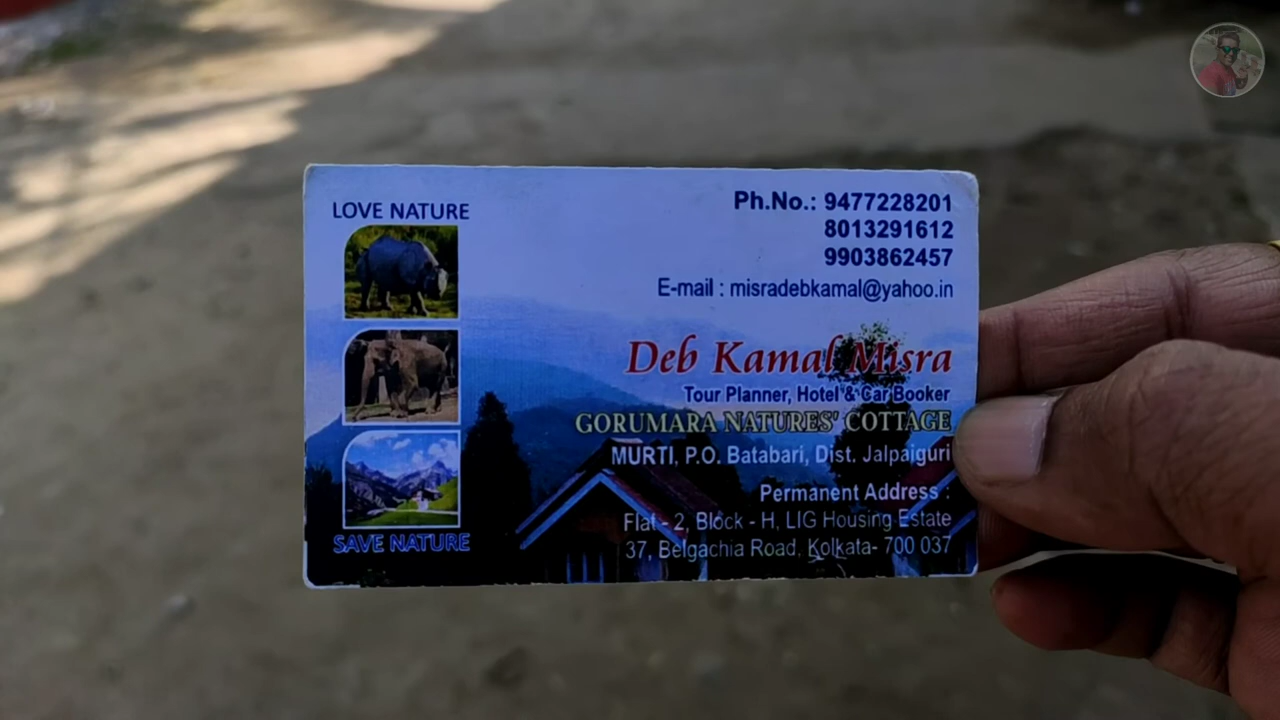 LOVE NATURE
SAVE NATURE
Ph.No.: 9477228201
8013291612
9903862457
E-mail : misradebkamal@yahoo.in
Deb Kamal Misra
Tour Planner, Hotel & Car Booker
GORUMARA NATURES' COTTAGE
MURTI, P.O. Batabari, Dist. Jalpaiguri
Permanent Address :
Flat - 2, Block - H, LIG Housing Estate
37, Belgachia Road, Kolkata- 700 037